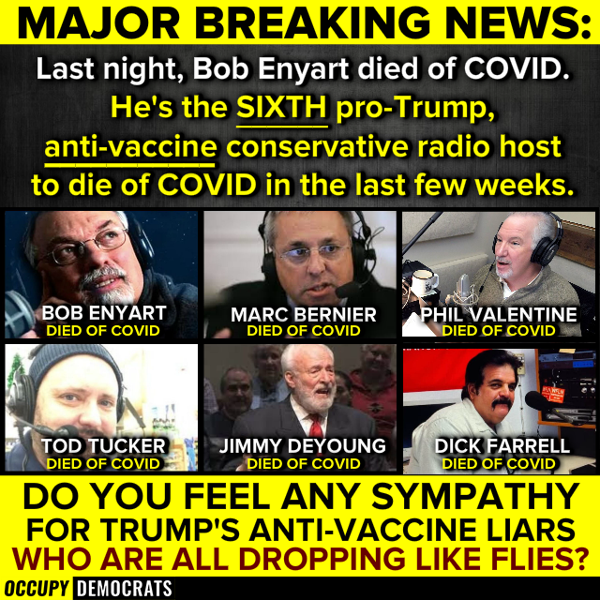 MAJOR BREAKING NEWS:
Last night, Bob Enyart died of COVID.
He's the SIXTH pro-Trump,
anti-vaccine conservative radio host
to die of COVID in the last few weeks.
BOB ENYART
DIED OF COVID
MARC BERNIER
DIED OF COVID
PHIL VALENTINE
DIED OF COVID
TOD TUCKER
DIED OF COVID
JIMMY DEYOUNG
DIED OF COVID
DICK FARRELL
DIED OF COVID
DO YOU FEEL ANY SYMPATHY
FOR TRUMP'S ANTI-VACCINE LIARS
WHO ARE ALL DROPPING LIKE FLIES?
OCCUPY DEMOCRATS